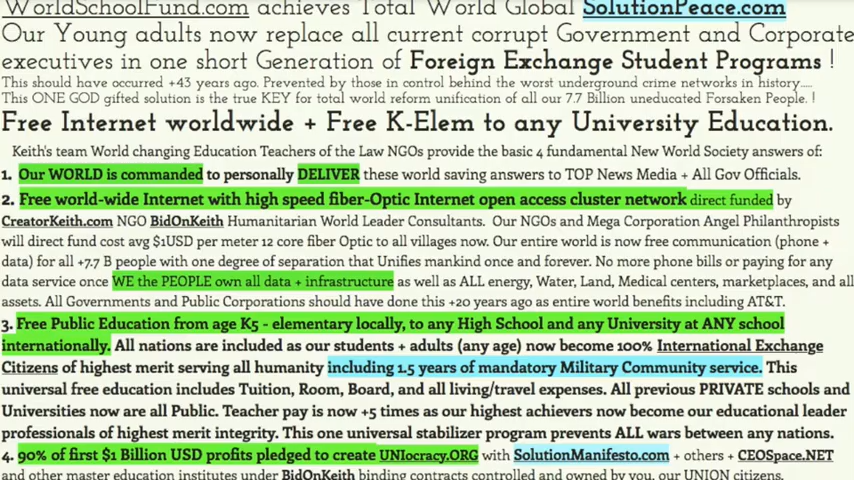 WorldSchoolFund.com achieves Total World Global SolutionPeace.com
Our Young adults now replace all current corrupt Government and Corporate
executives in one short Generation of Foreign Exchange Student Programs !
This should have occurred +43 years ago. Prevented by those in control behind the worst underground crime networks in history.....
This ONE GOD gifted solution is the true KEY for total world reform unification of all our 7.7 Billion uneducated Forsaken People. !
Free Internet worldwide + Free K-Elem to any University Education.
Keith's team World changing Education Teachers of the Law NGOs provide the basic 4 fundamental New World Society answers of:
1. Our WORLD is commanded to personally DELIVER these world saving answers to TOP News Media + All Gov Officials.
2. Free world-wide Internet with high speed fiber-Optic Internet open access cluster network direct funded by
CreatorKeith.com NGO BidOnKeith Humanitarian World Leader Consultants. Our NGOs and Mega Corporation Angel Philanthropists
will direct fund cost avg $1USD per meter 12 core fiber Optic to all villages now. Our entire world is now free communication (phone +
data) for all +7.7 B people with one degree of separation that Unifies mankind once and forever. No more phone bills or paying for any
data service once WE the PEOPLE own all data + infrastructure as well as ALL energy, Water, Land, Medical centers, marketplaces, and all
assets. All Governments and Public Corporations should have done this +20 years ago as entire world benefits including AT&T.
3. Free Public Education from age K5 - elementary locally, to any High School and any University at ANY school
internationally. All nations are included as our students + adults (any age) now become 100% International Exchange
Citizens of highest merit serving all humanity including 1.5 years of mandatory Military Community service. This
universal free education includes Tuition, Room, Board, and all living/travel expenses. All previous PRIVATE schools and
Universities now are all Public. Teacher pay is now +5 times as our highest achievers now become our educational leader
professionals of highest merit integrity. This one universal stabilizer program prevents ALL wars between any nations.
4. 90% of first $1 Billion USD profits pledged to create UNIocracy.ORG with SolutionManifesto.com + others + CEOSpace.NET
and other master education institutes under BidOnKeith binding contracts controlled and owned by you, our UNION citizens.